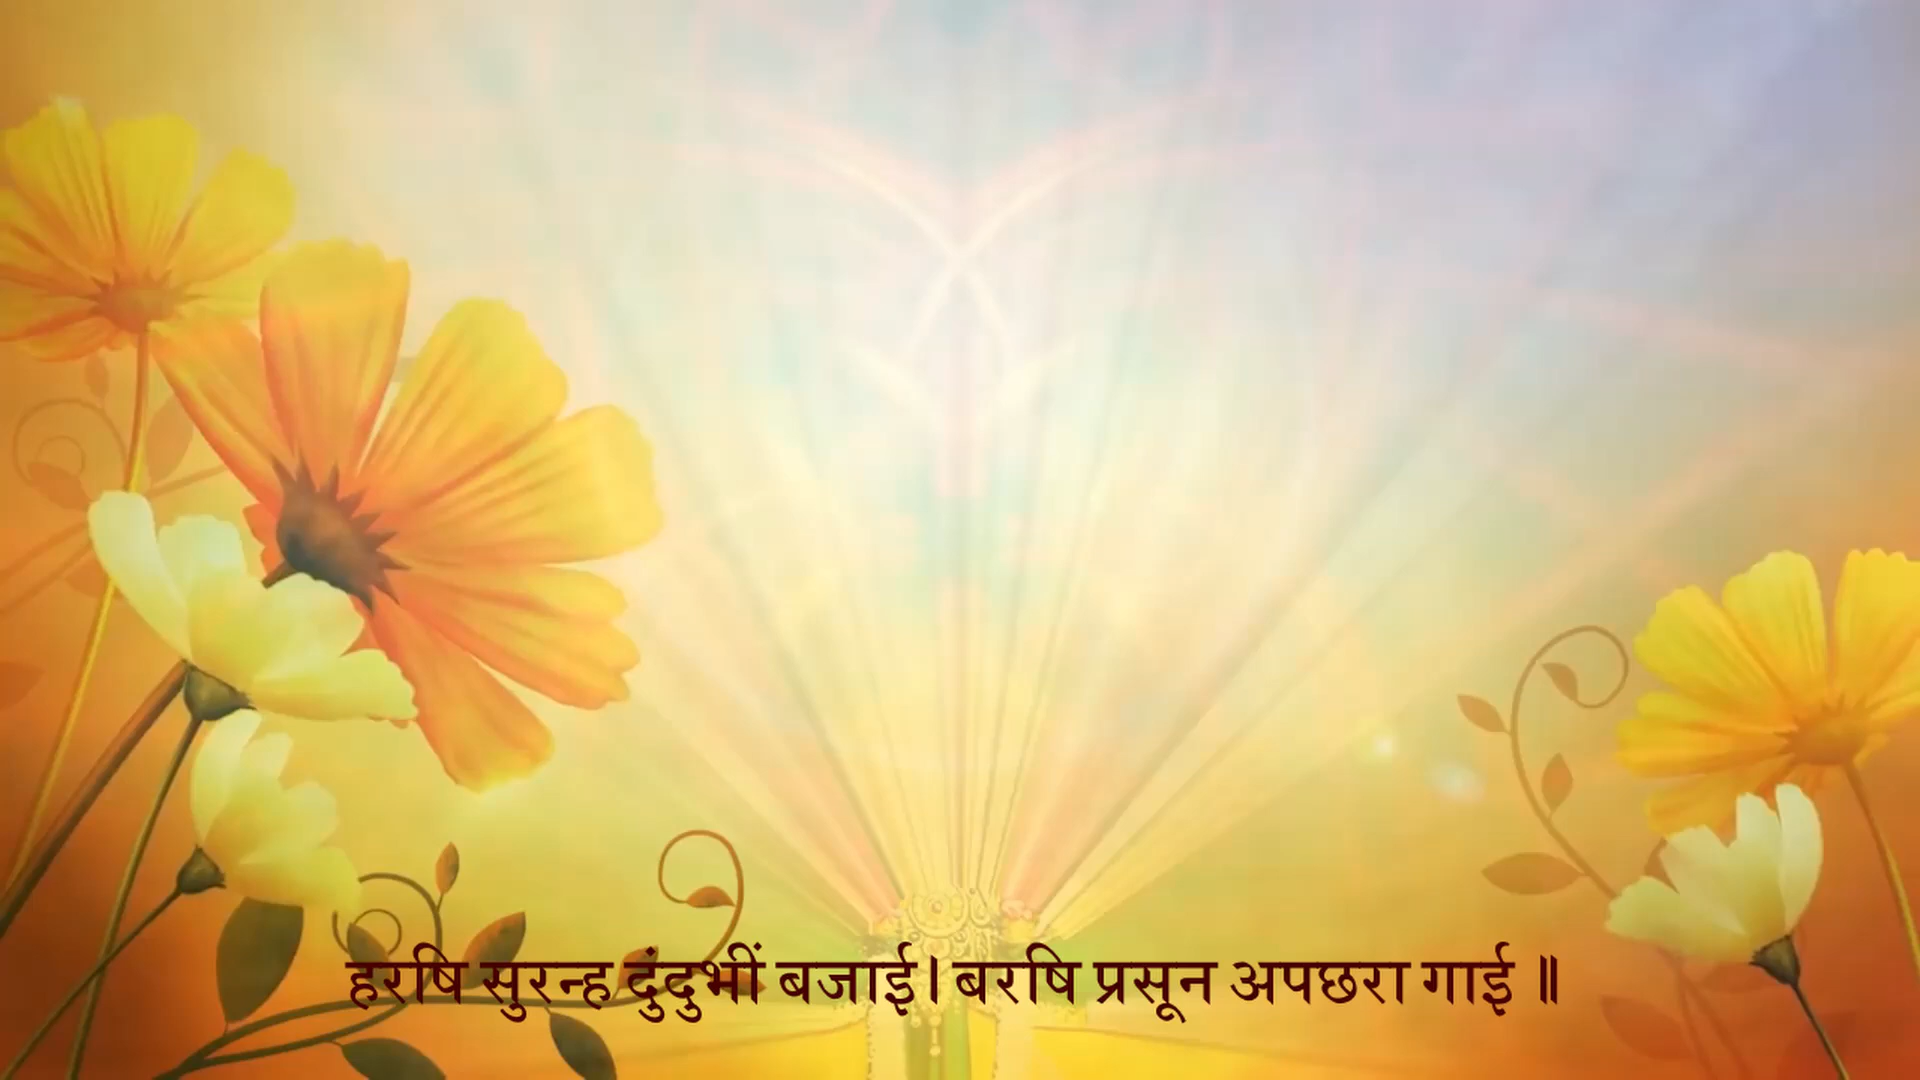 हरषि सुरन्ह दुंदुभीं बजाई। बरषि प्रसून अपछरा गाई ॥